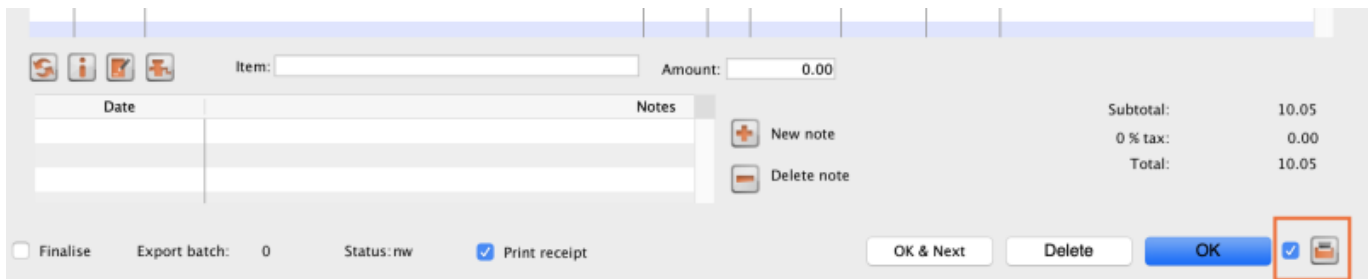 Item: Amount: 0.00
Date Notes
Subtotal: 10.05
New note
0 % tax: 0.00
Total: 10.05
Delete note
Finalise Export batch: 0 Status: nw Print receipt OK & Next Delete OK